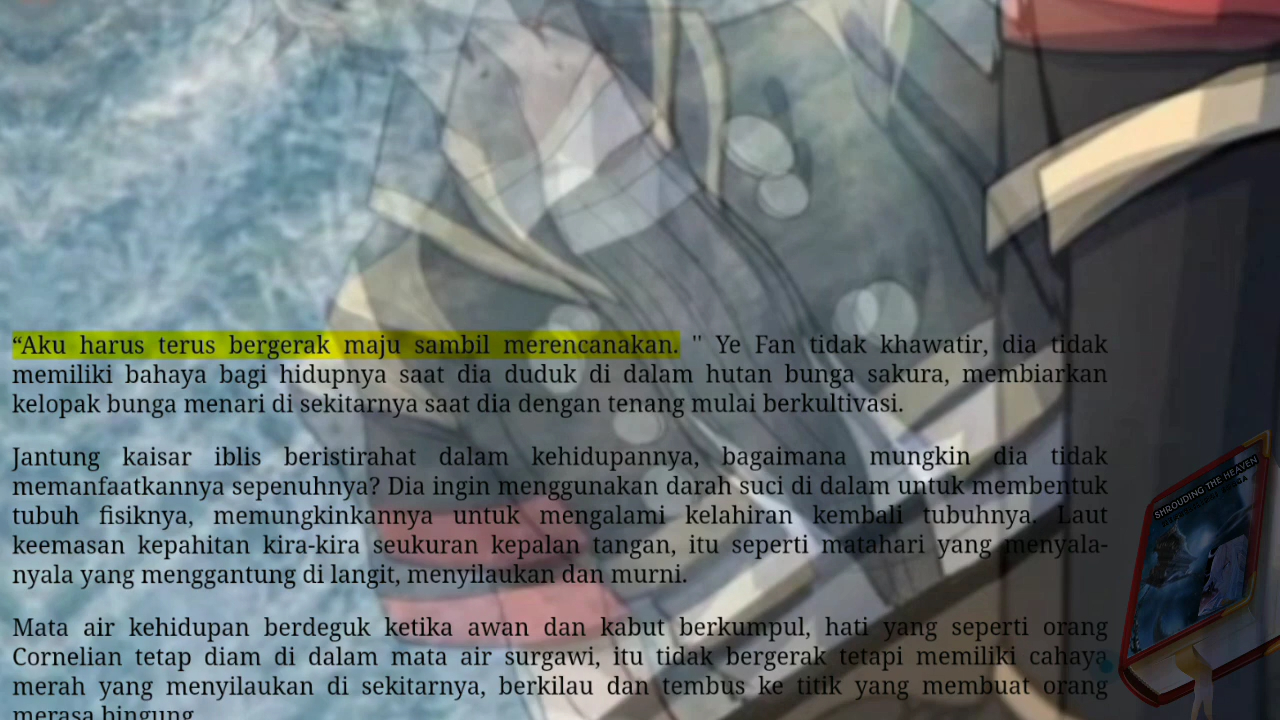 “Aku harus terus bergerak maju sambil merencanakan. " Ye Fan tidak khawatir, dia tidak
memiliki bahaya bagi hidupnya saat dia duduk di dalam hutan bunga sakura, membiarkan
kelopak bunga menari di sekitarnya saat dia dengan tenang mulai berkultivasi.
Jantung kaisar iblis beristirahat dalam kehidupannya, bagaimana mungkin dia tidak
memanfaatkannya sepenuhnya? Dia ingin menggunakan darah suci di dalam untuk membentuk
tubuh fisiknya, memungkinkannya untuk mengalami kelahiran kembali tubuhnya. Laut
keemasan kepahitan kira-kira seukuran kepalan tangan, itu seperti matahari yang menyala-
nyala yang menggantung di langit, menyilaukan dan murni.
Mata air kehidupan berdeguk ketika awan dan kabut berkumpul, hati yang seperti orang
Cornelian tetap diam di dalam mata air surgawi, itu tidak bergerak tetapi memiliki cahaya
merah yang menyilaukan di sekitarnya, berkilau dan tembus ke titik yang membuat orang
merasa bingung
SHROUDING THE HEAVEN